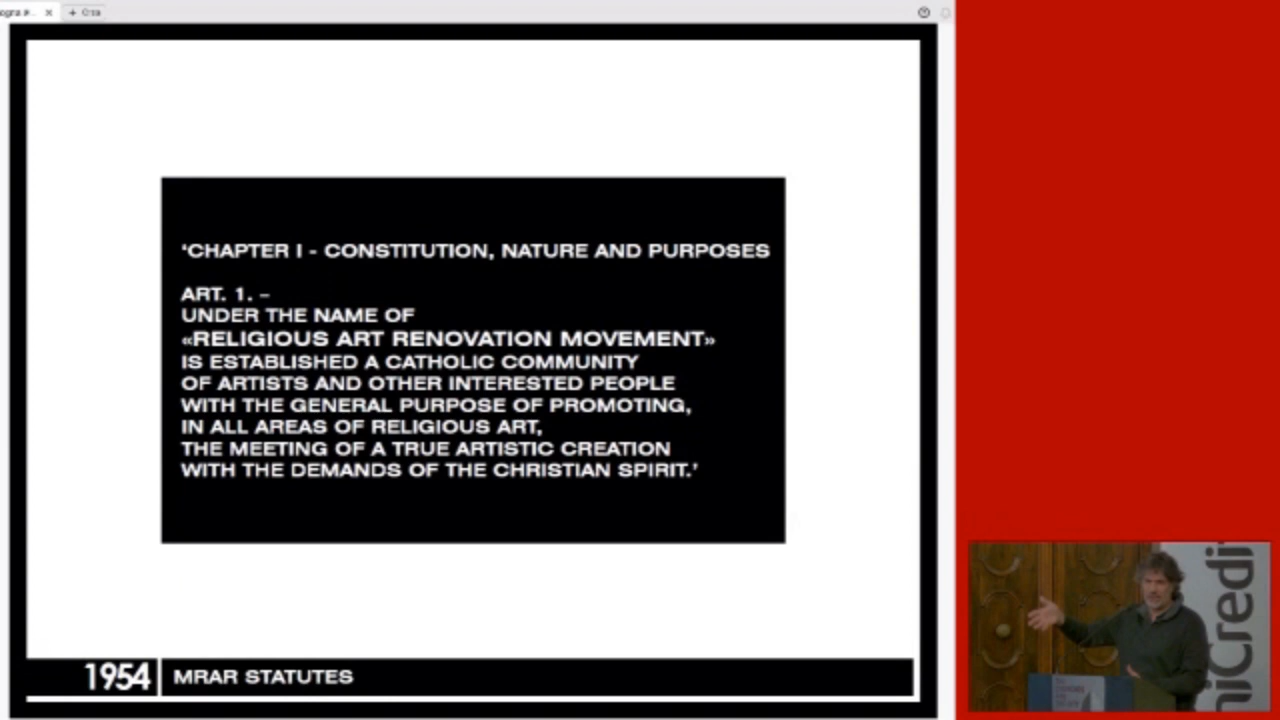 ‘CHAPTER I - CONSTITUTION, NATURE AND PURPOSES
ART. 1. –
UNDER THE NAME OF
«RELIGIOUS ART RENOVATION MOVEMENT»
IS ESTABLISHED A CATHOLIC COMMUNITY
OF ARTISTS AND OTHER INTERESTED PEOPLE
WITH THE GENERAL PURPOSE OF PROMOTING,
IN ALL AREAS OF RELIGIOUS ART,
THE MEETING OF A TRUE ARTISTIC CREATION
WITH THE DEMANDS OF THE CHRISTIAN SPIRIT.’
1954 MRAR STATUTES
niCredi